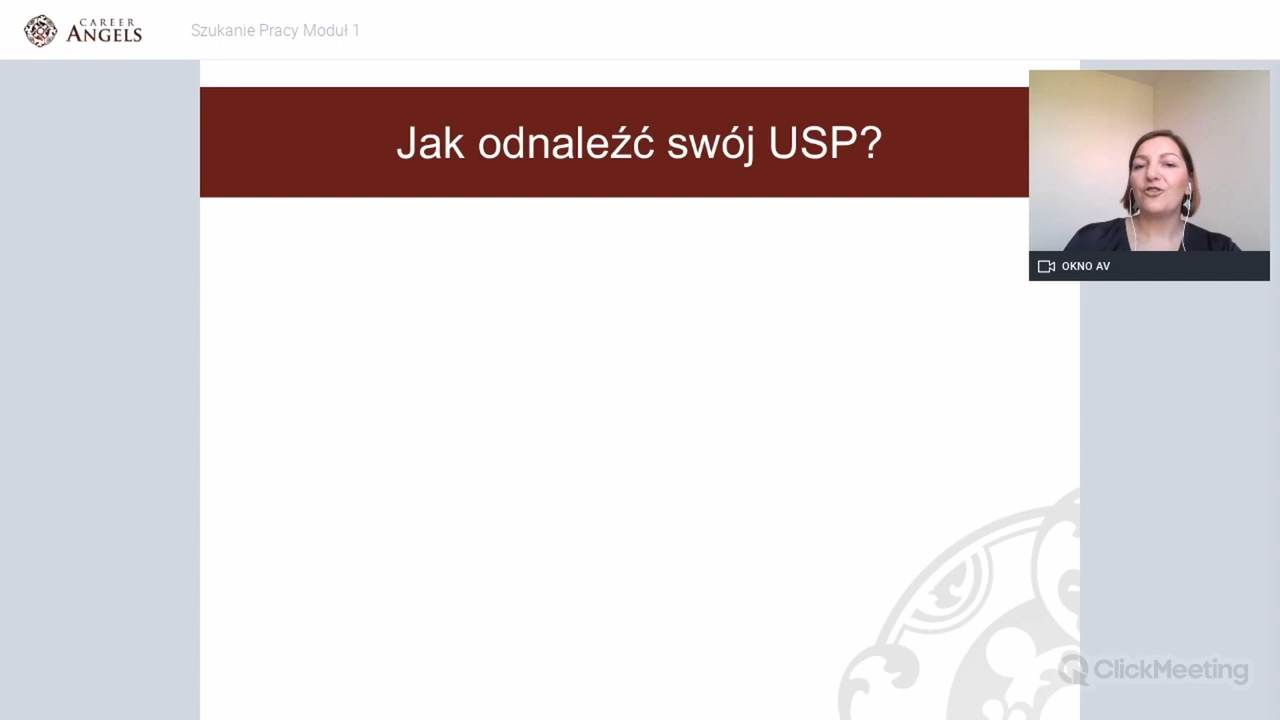 CAREER
ANGELS
Szukanie Pracy Moduł 1
Jak odnaleźć swój USP?
OKNO AV
ClickMeeting